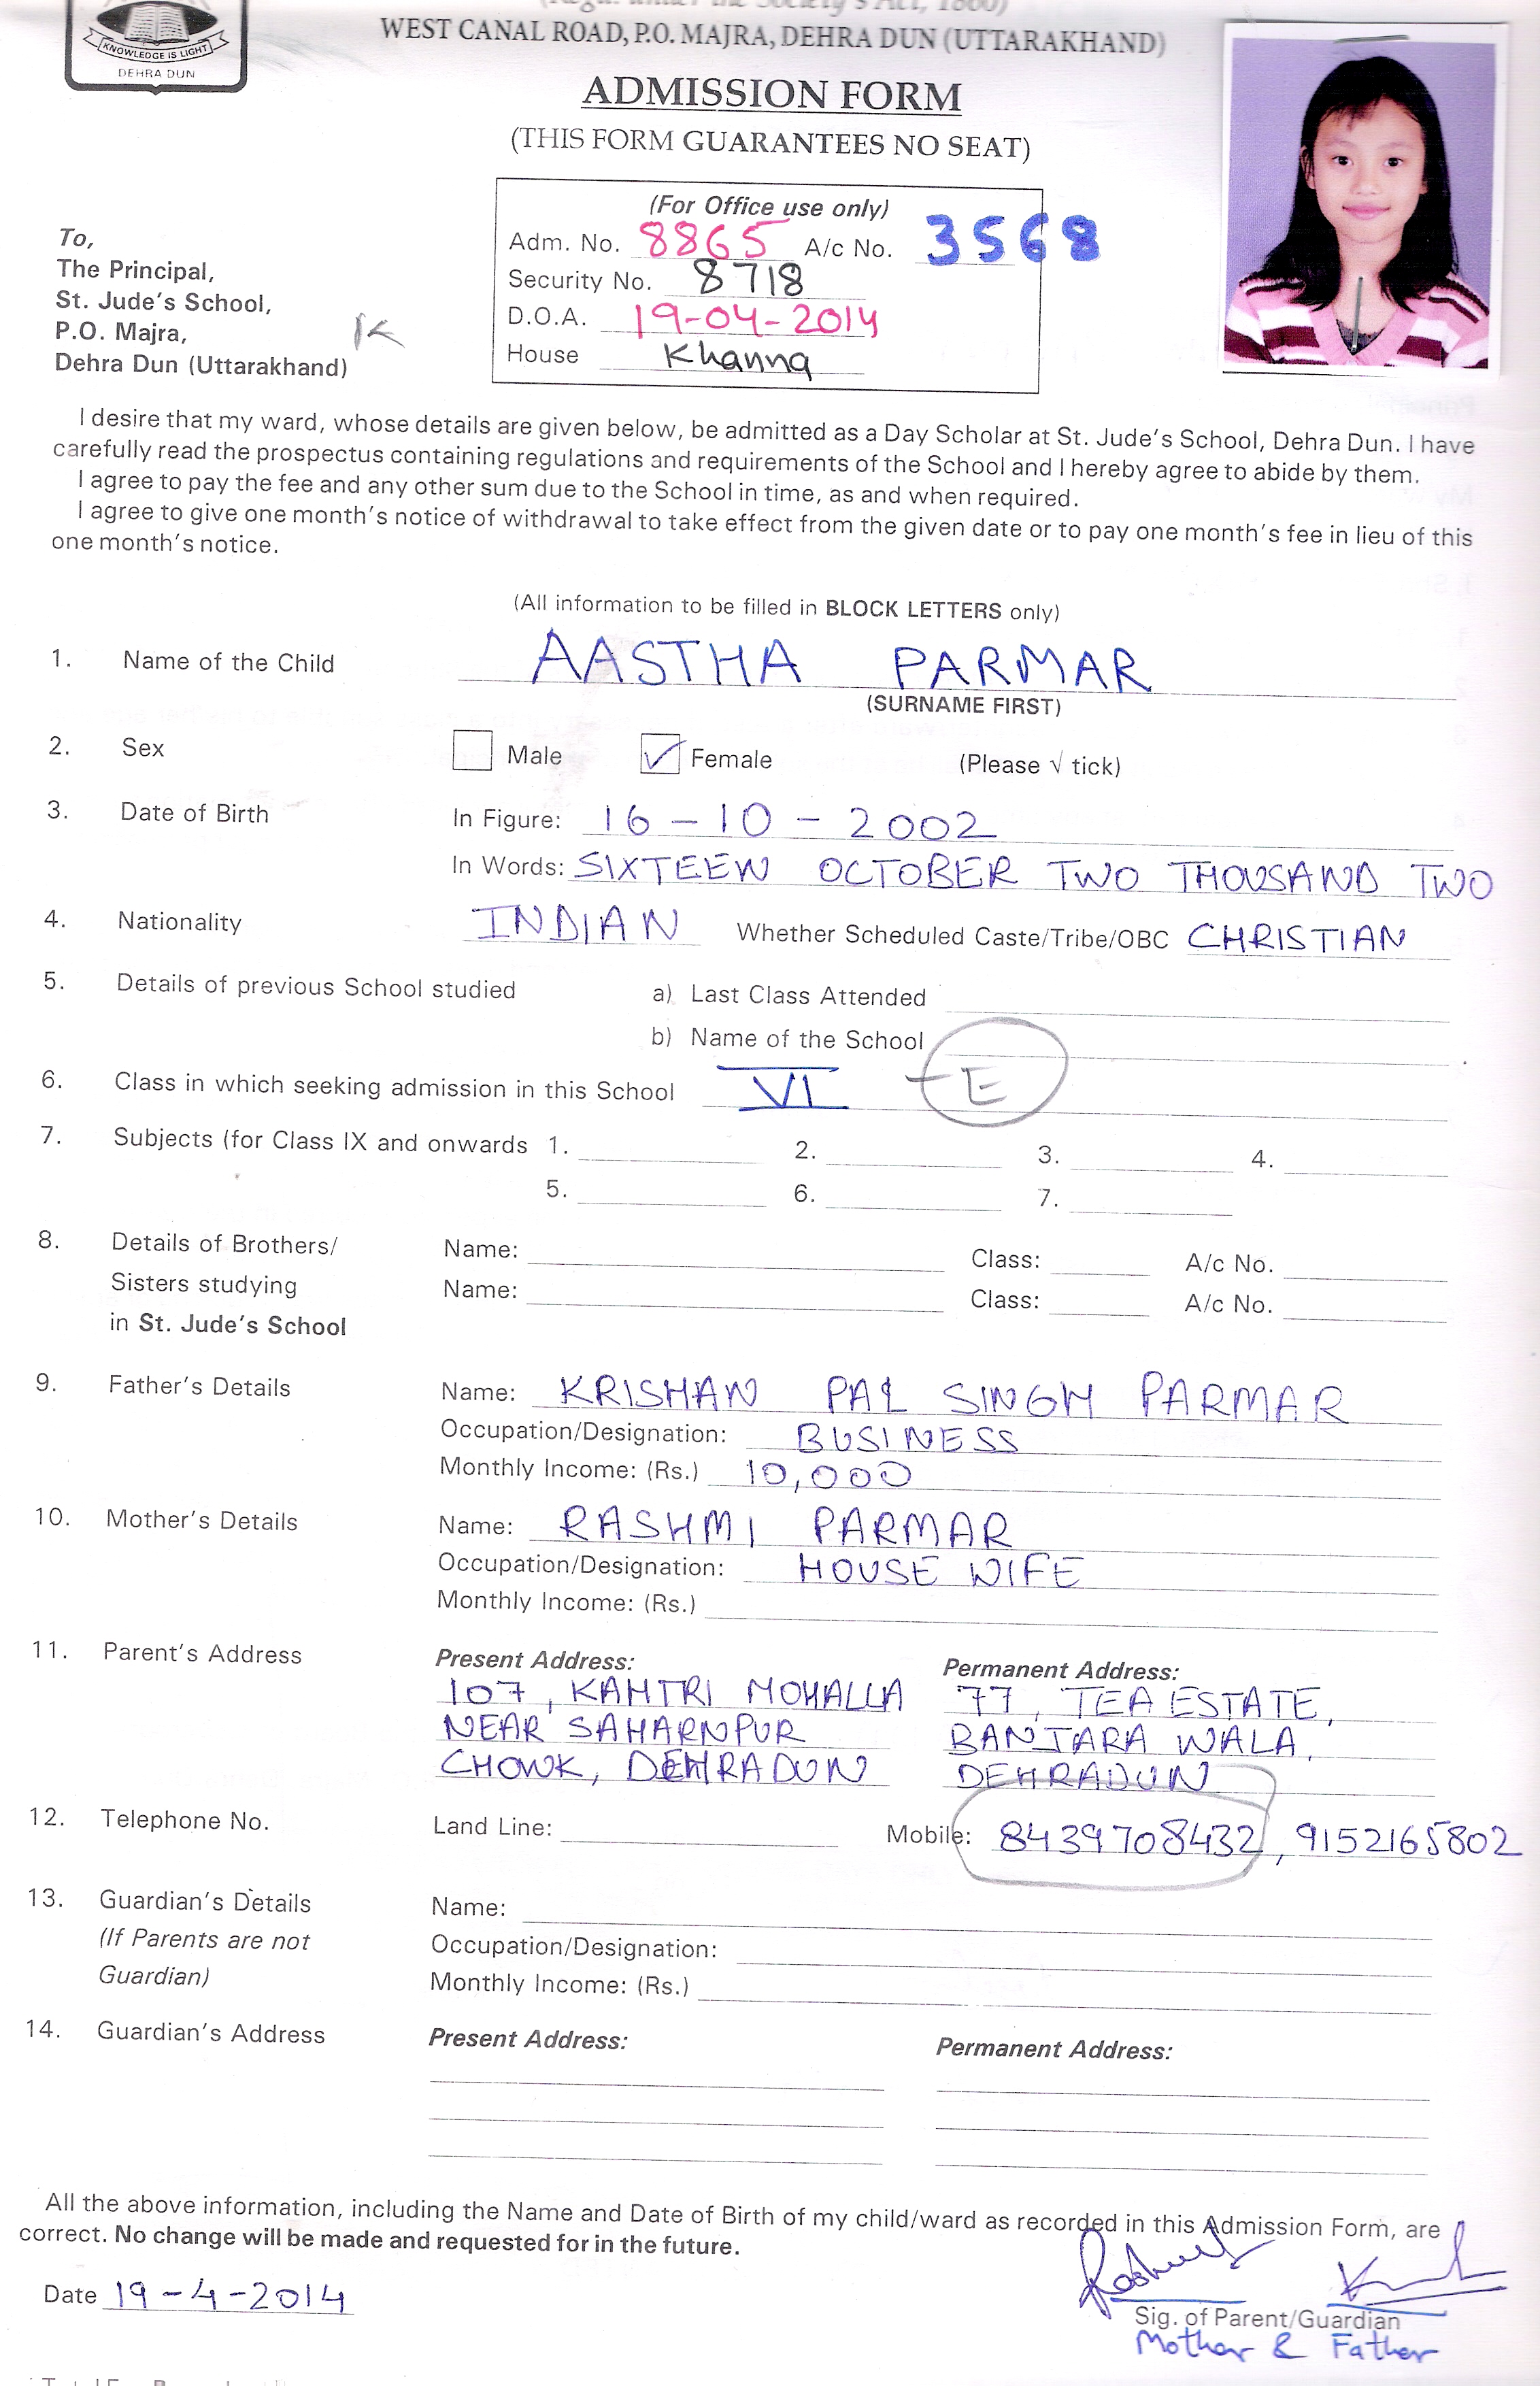 KNOWLEDGE IS LIGHT
DEHRA DUN
(Regd. under the Society's Act, 1860)
WEST CANAL ROAD, P.O. MAJRA, DEHRA DUN (UTTARAKHAND)
ADMISSION FORM
(THIS FORM GUARANTEES NO SEAT)
(For Office use only)
Adm. No. 8865 A/c No. 3568
Security No. 8718
D.O.A. 19-04-2014
House Khanna
To,
The Principal,
St. Jude's School,
P.O. Majra,
Dehra Dun (Uttarakhand)
I desire that my ward, whose details are given below, be admitted as a Day Scholar at St. Jude's School, Dehra Dun. I have
carefully read the prospectus containing regulations and requirements of the School and I hereby agree to abide by them.
I agree to pay the fee and any other sum due to the School in time, as and when required.
I agree to give one month's notice of withdrawal to take effect from the given date or to pay one month's fee in lieu of this
one month's notice.
(All information to be filled in BLOCK LETTERS only)
1. Name of the Child AASTHA PARMAR
(SURNAME FIRST)
2. Sex Male ✓ Female (Please √ tick)
3. Date of Birth In Figure: 16 - 10 - 2002
In Words: SIXTEEN OCTOBER TWO THOUSAND TWO
4. Nationality INDIAN Whether Scheduled Caste/Tribe/OBC CHRISTIAN
5. Details of previous School studied a) Last Class Attended
b) Name of the School
6. Class in which seeking admission in this School VI - E
7. Subjects (for Class IX and onwards 1. 2. 3. 4.
5. 6. 7.
8. Details of Brothers/ Name: Class: A/c No.
Sisters studying Name: Class: A/c No.
in St. Jude's School
9. Father's Details Name: KRISHAN PAL SINGH PARMAR
Occupation/Designation: BUSINESS
Monthly Income: (Rs.) 10,000
10. Mother's Details Name: RASHMI PARMAR
Occupation/Designation: HOUSE WIFE
Monthly Income: (Rs.)
11. Parent's Address Present Address: Permanent Address:
107, KAHTRI MOHALLA 77, TEA ESTATE,
NEAR SAHARNPUR BANJARA WALA,
CHOWK, DEHRADUN DEHRADUN
12. Telephone No. Land Line: Mobile: 8439708432, 9152165802
13. Guardian's Details Name:
(If Parents are not Occupation/Designation:
Guardian) Monthly Income: (Rs.)
14. Guardian's Address Present Address: Permanent Address:
All the above information, including the Name and Date of Birth of my child/ward as recorded in this Admission Form, are
correct. No change will be made and requested for in the future.
Date 19-4-2014
Sig. of Parent/Guardian
Mother & Father